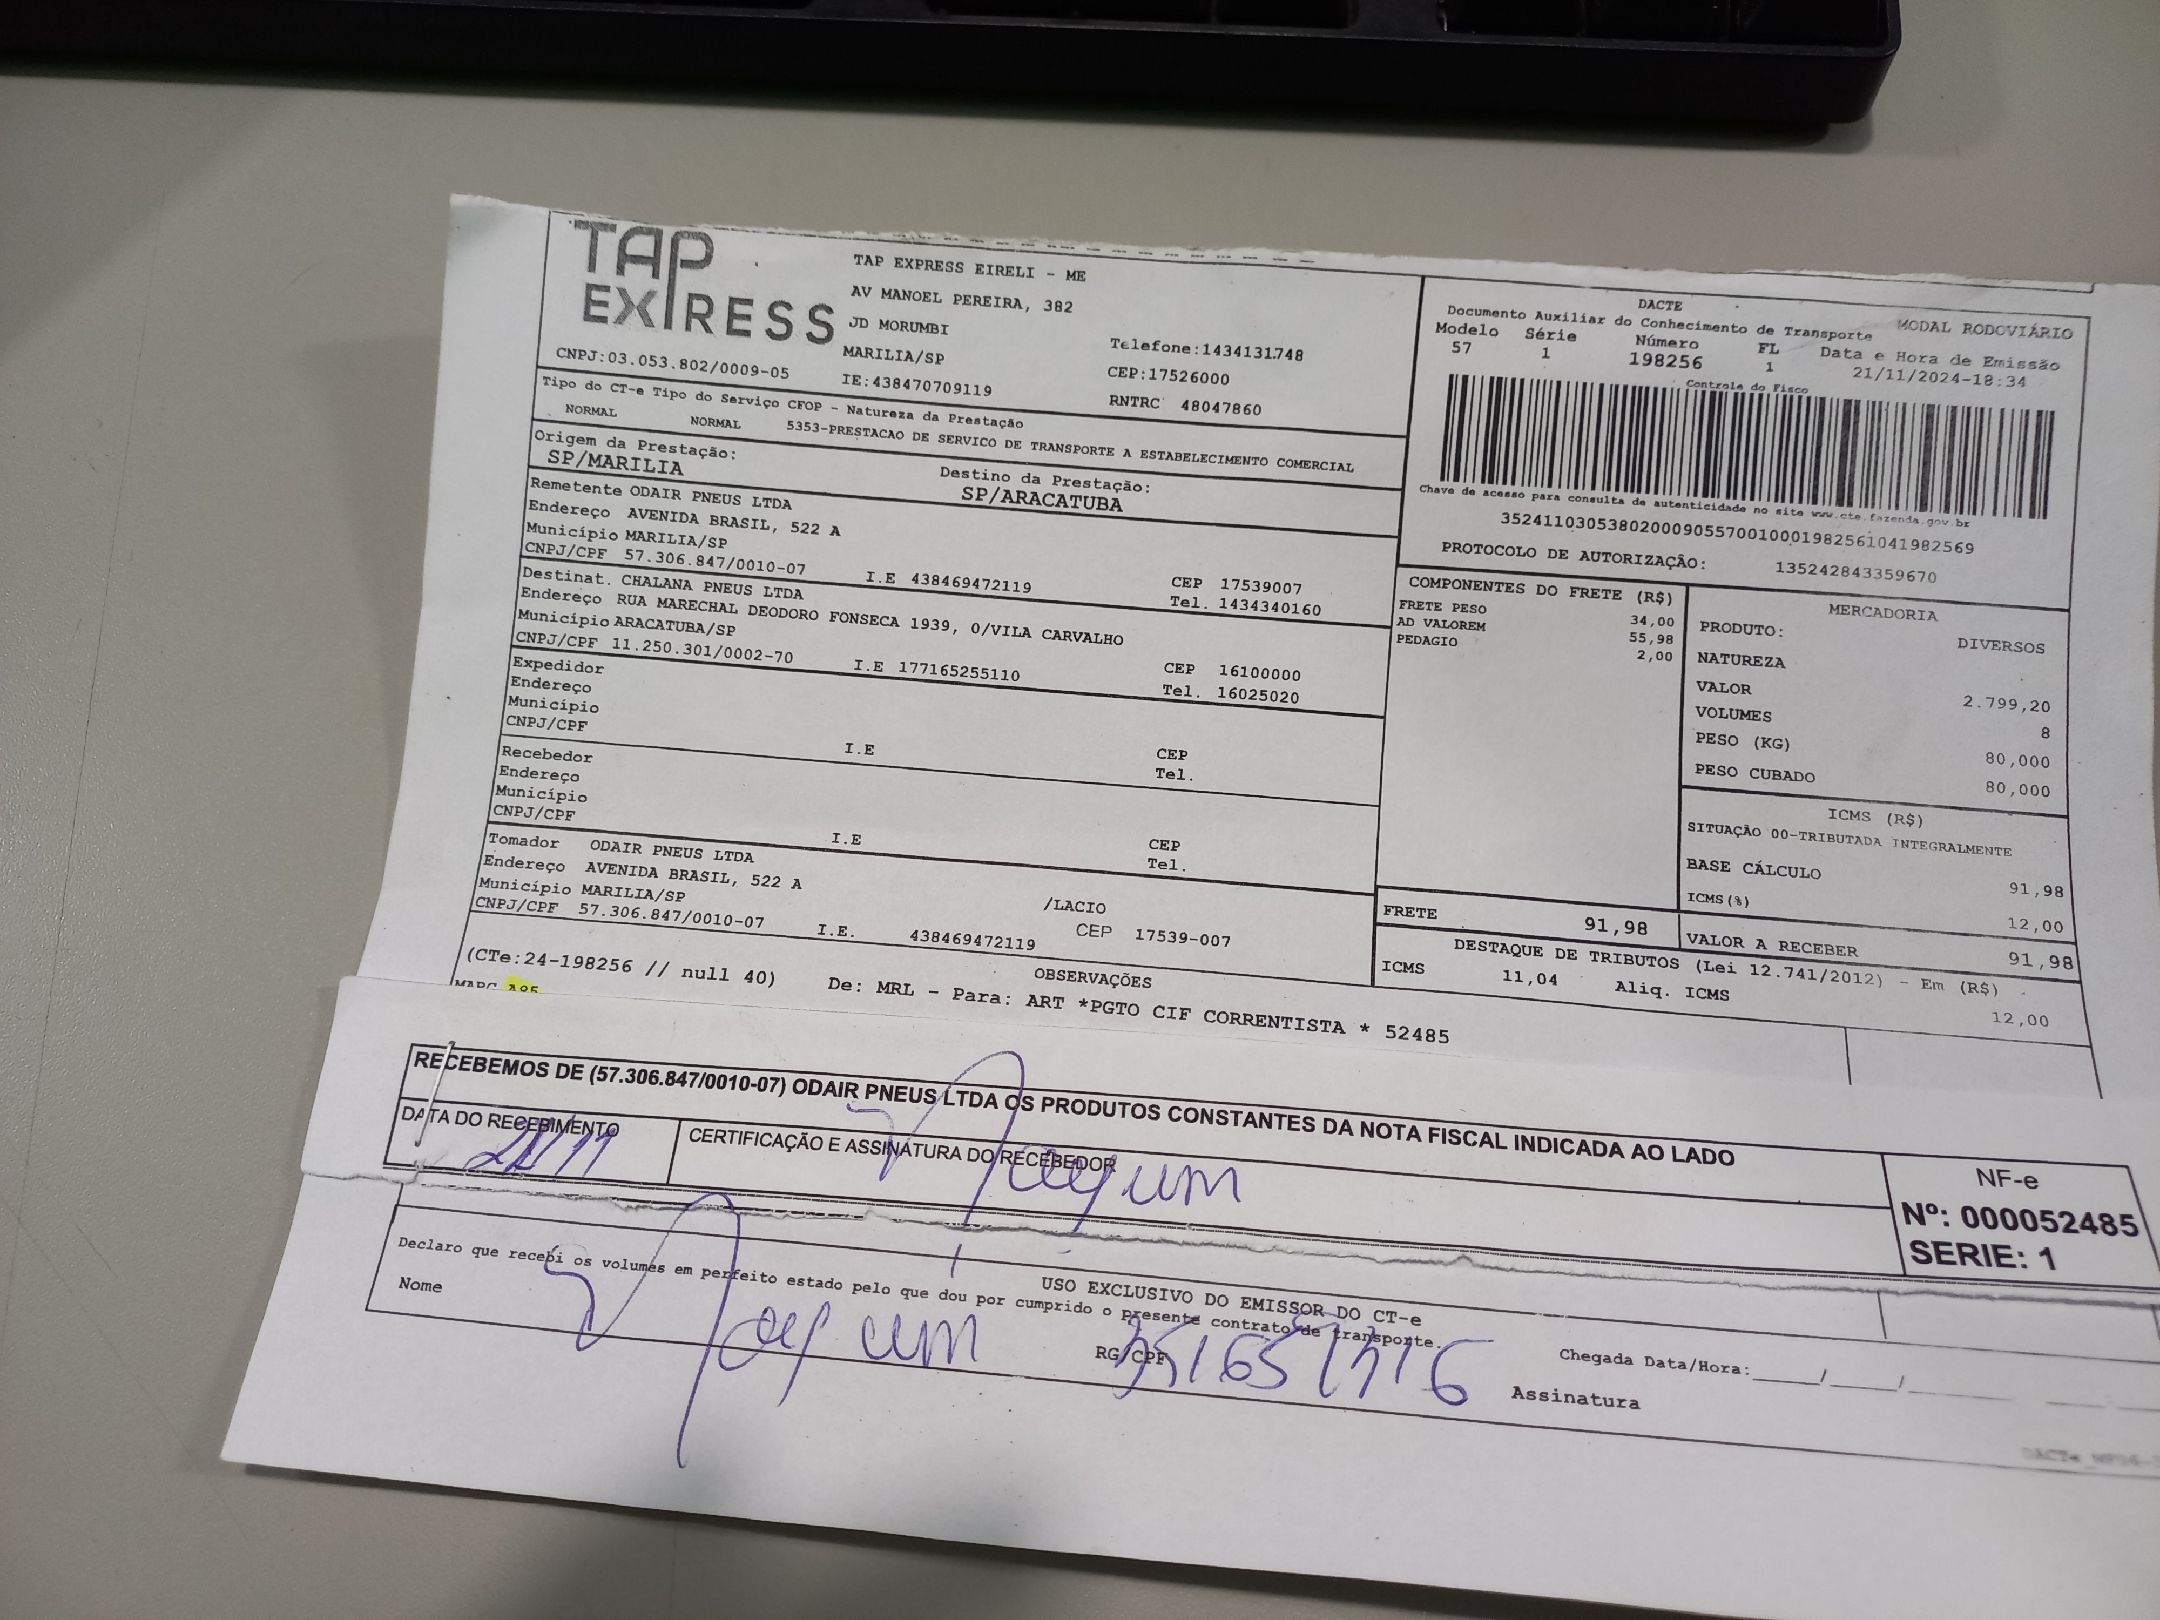 TAP
EXPRESS
TAP EXPRESS EIRELI - ME
AV MANOEL PEREIRA, 382
JD MORUMBI
MARILIA/SP
Telefone:1434131748
CNPJ:03.053.802/0009-05
IE:438470709119
CEP:17526000
RNTRC 48047860
DACTE
Documento Auxiliar do Conhecimento de Transporte
MODAL RODOVIÁRIO
Modelo Série Número FL Data e Hora de Emissão
57 1 198256 1 21/11/2024-18:34
Controle do Fisco
Chave de acesso para consulta de autenticidade no site www.cte.fazenda.gov.br
35241103053802000905570010001982561041982569
PROTOCOLO DE AUTORIZAÇÃO: 135242843359670
Tipo do CT-e Tipo do Serviço CFOP - Natureza da Prestação
NORMAL NORMAL 5353-PRESTACAO DE SERVICO DE TRANSPORTE A ESTABELECIMENTO COMERCIAL
Origem da Prestação:
SP/MARILIA
Destino da Prestação:
SP/ARACATUBA
Remetente ODAIR PNEUS LTDA
Endereço AVENIDA BRASIL, 522 A
Município MARILIA/SP CEP 17539007
CNPJ/CPF 57.306.847/0010-07 I.E 438469472119 Tel. 1434340160
Destinat. CHALANA PNEUS LTDA
Endereço RUA MARECHAL DEODORO FONSECA 1939, 0/VILA CARVALHO
Município ARACATUBA/SP CEP 16100000
CNPJ/CPF 11.250.301/0002-70 I.E 177165255110 Tel. 16025020
Expedidor
Endereço
Município CEP
CNPJ/CPF I.E Tel.
Recebedor
Endereço
Município CEP
CNPJ/CPF I.E Tel.
Tomador ODAIR PNEUS LTDA
Endereço AVENIDA BRASIL, 522 A /LACIO
Município MARILIA/SP CEP 17539-007
CNPJ/CPF 57.306.847/0010-07 I.E. 438469472119
COMPONENTES DO FRETE (R$)
FRETE PESO 34,00
AD VALOREM 55,98
PEDAGIO 2,00
MERCADORIA
PRODUTO: DIVERSOS
NATUREZA
VALOR 2.799,20
VOLUMES 8
PESO (KG) 80,000
PESO CUBADO 80,000
ICMS (R$)
SITUAÇÃO 00-TRIBUTADA INTEGRALMENTE
BASE CÁLCULO 91,98
ICMS(%) 12,00
FRETE 91,98
VALOR A RECEBER 91,98
DESTAQUE DE TRIBUTOS (Lei 12.741/2012) - Em (R$)
ICMS 11,04 Aliq. ICMS 12,00
OBSERVAÇÕES
(CTe:24-198256 // null 40) De: MRL - Para: ART *PGTO CIF CORRENTISTA * 52485
RECEBEMOS DE (57.306.847/0010-07) ODAIR PNEUS LTDA OS PRODUTOS CONSTANTES DA NOTA FISCAL INDICADA AO LADO
DATA DO RECEBIMENTO
CERTIFICAÇÃO E ASSINATURA DO RECEBEDOR
NF-e
Nº: 000052485
SERIE: 1
USO EXCLUSIVO DO EMISSOR DO CT-e
Declaro que recebi os volumes em perfeito estado pelo que dou por cumprido o presente contrato de transporte.
Nome
RG/CPF
Chegada Data/Hora:____/____/
Assinatura